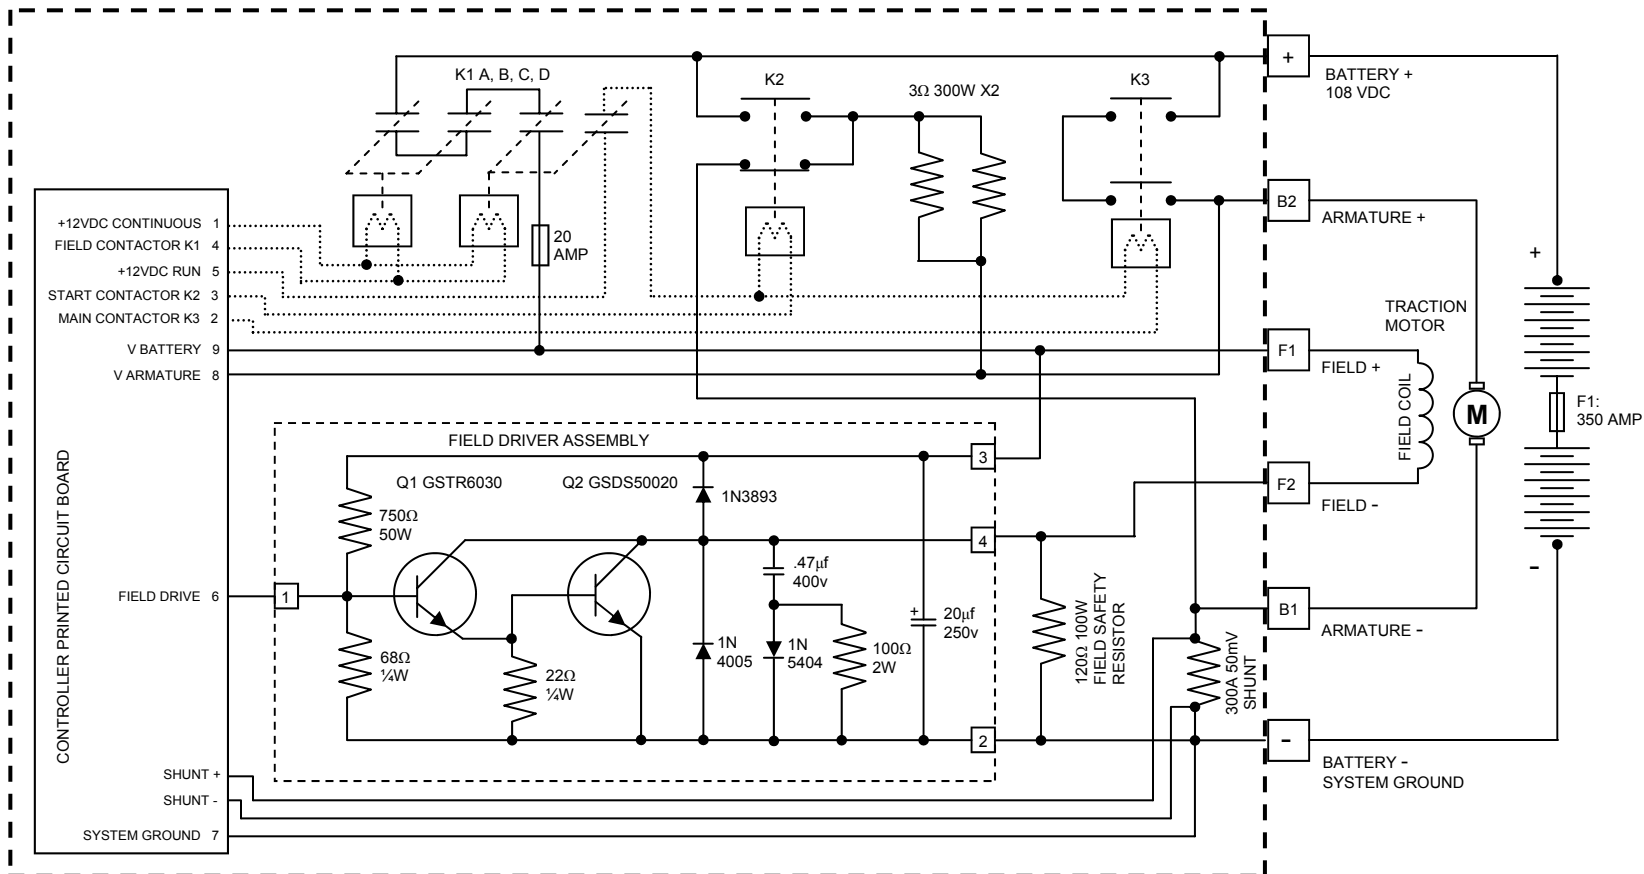 K1 A, B, C, D
K2
3Ω 300W X2
K3
+
BATTERY +
108 VDC
+12VDC CONTINUOUS 1
FIELD CONTACTOR K1 4
+12VDC RUN 5
START CONTACTOR K2 3
MAIN CONTACTOR K3 2
V BATTERY 9
V ARMATURE 8
20
AMP
B2
ARMATURE +
+
TRACTION
MOTOR
F1
FIELD +
FIELD COIL
M
F1:
350 AMP
F2
FIELD -
-
CONTROLLER PRINTED CIRCUIT BOARD
FIELD DRIVER ASSEMBLY
3
Q1 GSTR6030
Q2 GSDS50020
1N3893
750Ω
50W
4
.47µf
400v
FIELD DRIVE 6
1
+
20µf
250v
120Ω 100W
FIELD SAFETY
RESISTOR
B1
ARMATURE -
68Ω
¼W
22Ω
¼W
1N
4005
1N
5404
100Ω
2W
300A 50mV
SHUNT
2
-
BATTERY -
SYSTEM GROUND
SHUNT +
SHUNT -
SYSTEM GROUND 7